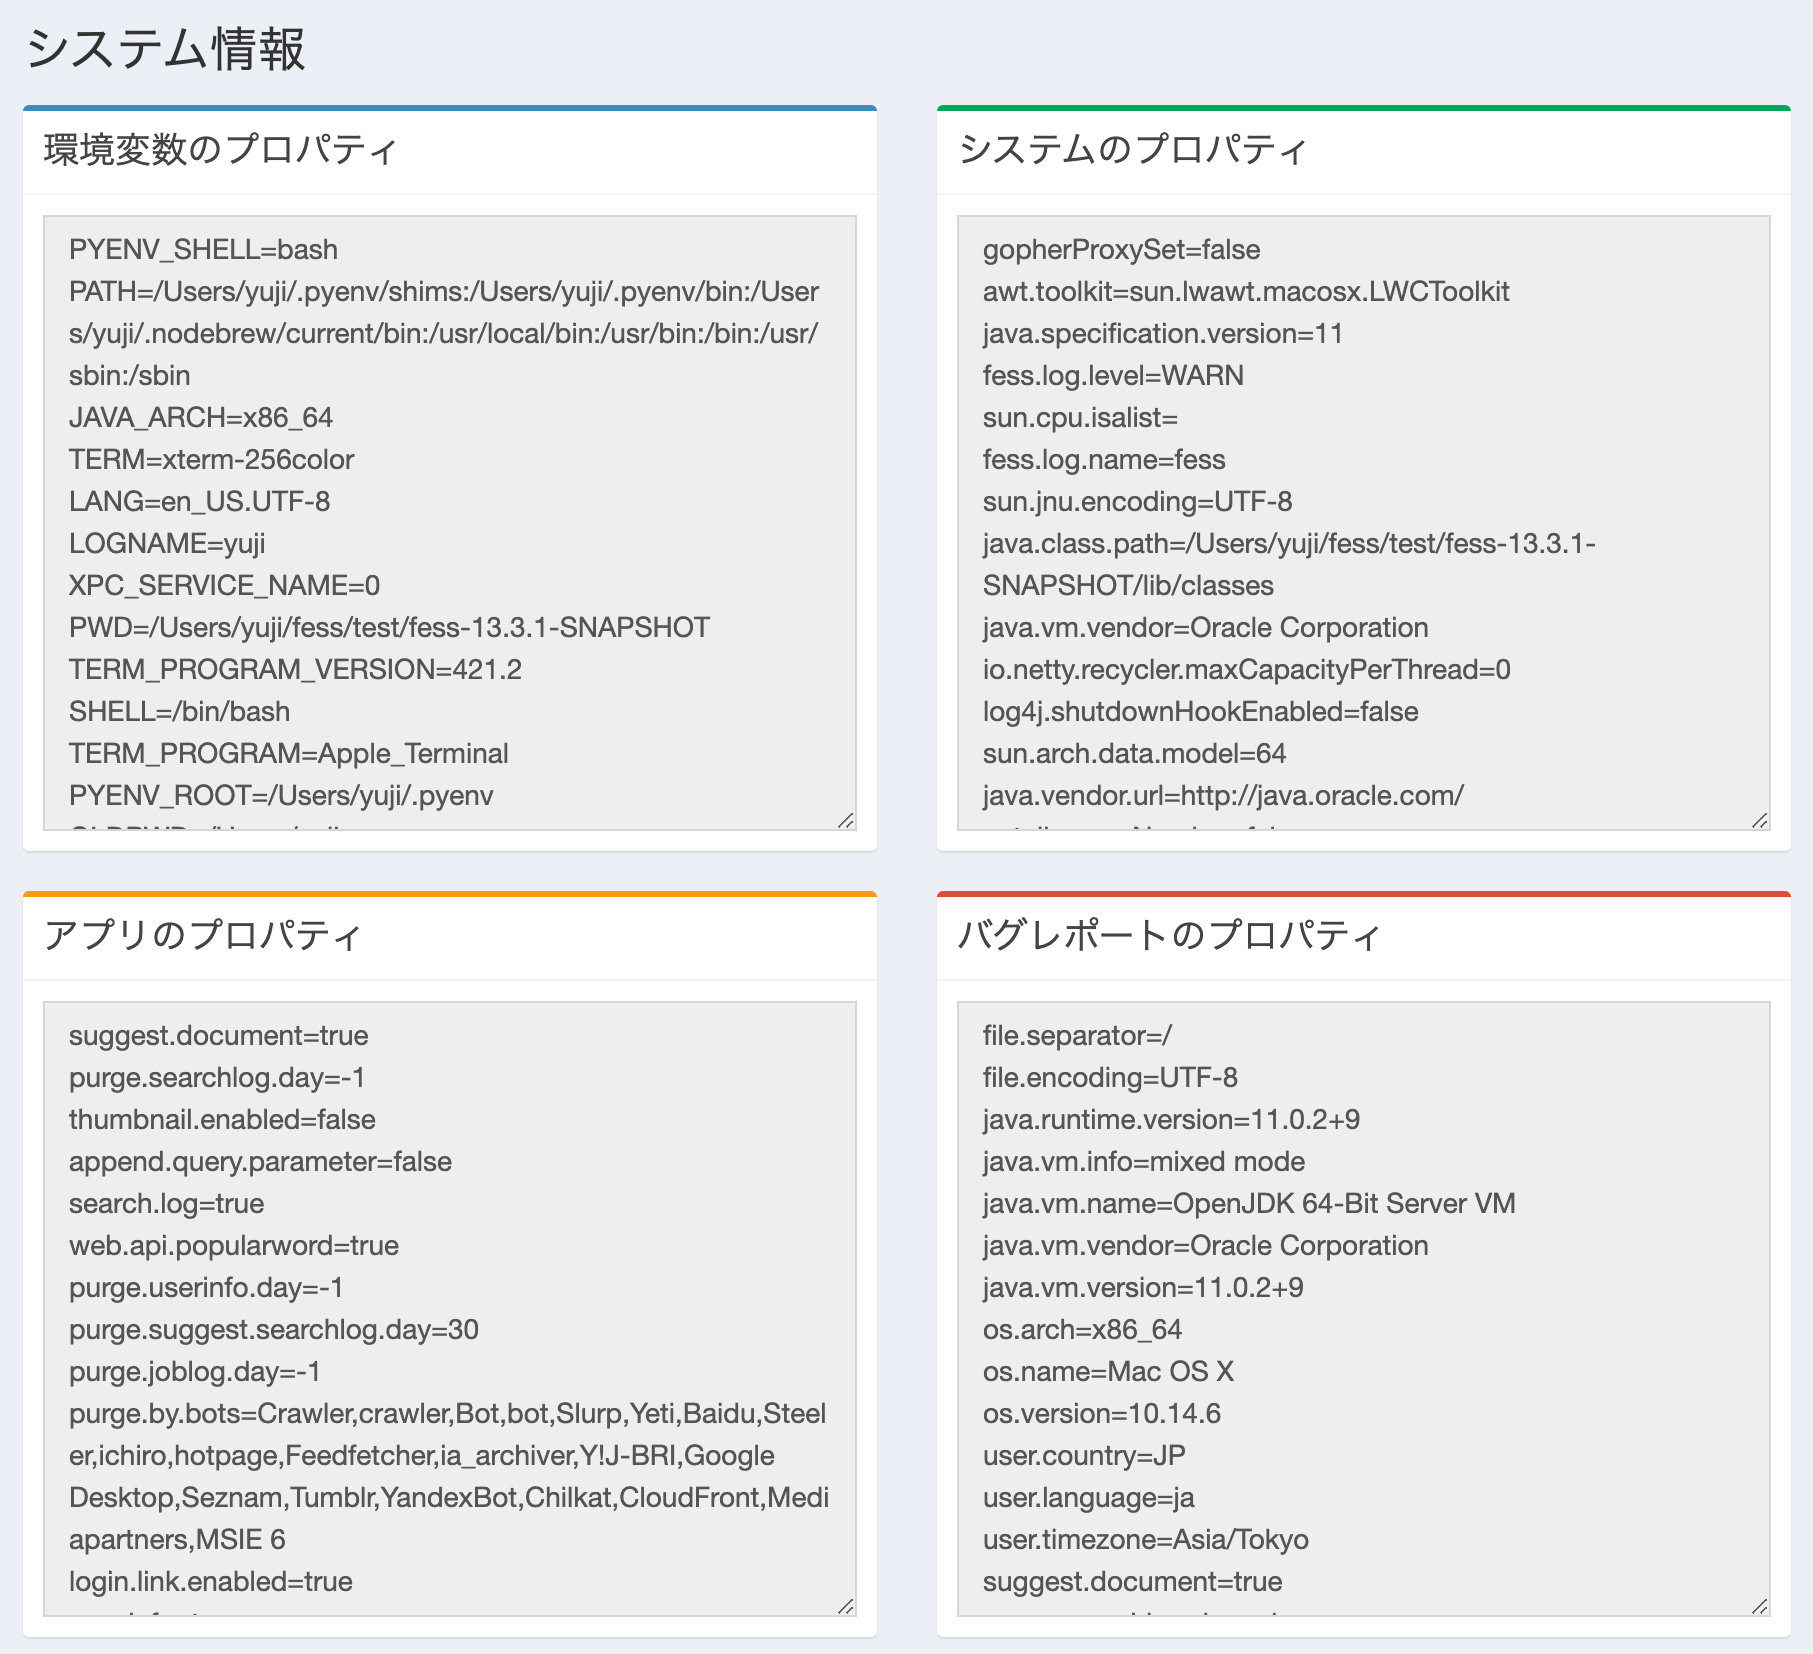 システム情報
環境変数のプロパティ
PYENV_SHELL=bash
PATH=/Users/yuji/.pyenv/shims:/Users/yuji/.pyenv/bin:/User
s/yuji/.nodebrew/current/bin:/usr/local/bin:/usr/bin:/bin:/usr/
sbin:/sbin
JAVA_ARCH=x86_64
TERM=xterm-256color
LANG=en_US.UTF-8
LOGNAME=yuji
XPC_SERVICE_NAME=0
PWD=/Users/yuji/fess/test/fess-13.3.1-SNAPSHOT
TERM_PROGRAM_VERSION=421.2
SHELL=/bin/bash
TERM_PROGRAM=Apple_Terminal
PYENV_ROOT=/Users/yuji/.pyenv
システムのプロパティ
gopherProxySet=false
awt.toolkit=sun.lwawt.macosx.LWCToolkit
java.specification.version=11
fess.log.level=WARN
sun.cpu.isalist=
fess.log.name=fess
sun.jnu.encoding=UTF-8
java.class.path=/Users/yuji/fess/test/fess-13.3.1-
SNAPSHOT/lib/classes
java.vm.vendor=Oracle Corporation
io.netty.recycler.maxCapacityPerThread=0
log4j.shutdownHookEnabled=false
sun.arch.data.model=64
java.vendor.url=http://java.oracle.com/
アプリのプロパティ
suggest.document=true
purge.searchlog.day=-1
thumbnail.enabled=false
append.query.parameter=false
search.log=true
web.api.popularword=true
purge.userinfo.day=-1
purge.suggest.searchlog.day=30
purge.joblog.day=-1
purge.by.bots=Crawler,crawler,Bot,bot,Slurp,Yeti,Baidu,Steel
er,ichiro,hotpage,Feedfetcher,ia_archiver,Y!J-BRI,Google
Desktop,Seznam,Tumblr,YandexBot,Chilkat,CloudFront,Medi
apartners,MSIE 6
login.link.enabled=true
バグレポートのプロパティ
file.separator=/
file.encoding=UTF-8
java.runtime.version=11.0.2+9
java.vm.info=mixed mode
java.vm.name=OpenJDK 64-Bit Server VM
java.vm.vendor=Oracle Corporation
java.vm.version=11.0.2+9
os.arch=x86_64
os.name=Mac OS X
os.version=10.14.6
user.country=JP
user.language=ja
user.timezone=Asia/Tokyo
suggest.document=true